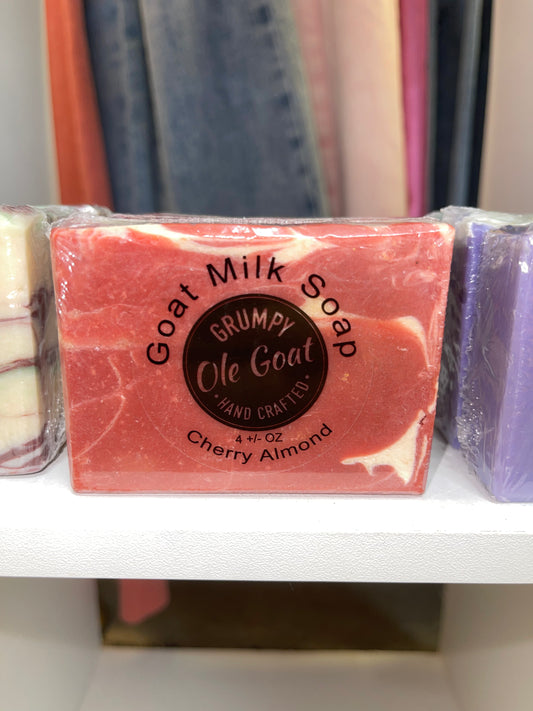 Goat Milk Soap
GRUMPY
Ole Goat
• HAND CRAFTED •
4 +/- OZ
Cherry Almond